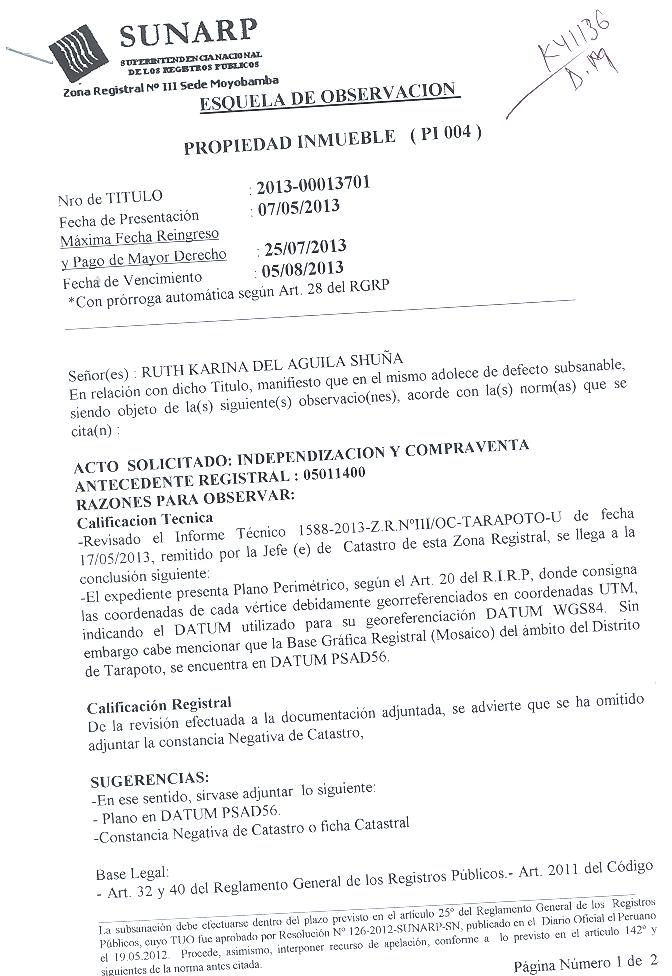 SUNARP
SUPERINTENDENCIA NACIONAL
DE LOS REGISTROS PUBLICOS
Zona Registral Nº III Sede Moyobamba
K41136
ESQUELA DE OBSERVACION
PROPIEDAD INMUEBLE ( PI 004 )
Nro de TITULO : 2013-00013701
Fecha de Presentación : 07/05/2013
Máxima Fecha Reingreso
y Pago de Mayor Derecho : 25/07/2013
Fecha de Vencimiento : 05/08/2013
*Con prórroga automática según Art. 28 del RGRP
Señor(es) : RUTH KARINA DEL AGUILA SHUÑA
En relación con dicho Titulo, manifiesto que en el mismo adolece de defecto subsanable,
siendo objeto de la(s) siguiente(s) observacio(nes), acorde con la(s) norm(as) que se
cita(n) :
ACTO SOLICITADO: INDEPENDIZACION Y COMPRAVENTA
ANTECEDENTE REGISTRAL : 05011400
RAZONES PARA OBSERVAR:
Calificacion Tecnica
-Revisado el Informe Técnico 1588-2013-Z.R.NºIII/OC-TARAPOTO-U de fecha
17/05/2013, remitido por la Jefe (e) de Catastro de esta Zona Registral, se llega a la
conclusión siguiente:
-El expediente presenta Plano Perimétrico, según el Art. 20 del R.I.R.P, donde consigna
las coordenadas de cada vértice debidamente georreferenciados en coordenadas UTM,
indicando el DATUM utilizado para su georeferenciación DATUM WGS84. Sin
embargo cabe mencionar que la Base Gráfica Registral (Mosaico) del ámbito del Distrito
de Tarapoto, se encuentra en DATUM PSAD56.
Calificación Registral
De la revisión efectuada a la documentación adjuntada, se advierte que se ha omitido
adjuntar la constancia Negativa de Catastro,
SUGERENCIAS:
-En ese sentido, sírvase adjuntar lo siguiente:
- Plano en DATUM PSAD56.
-Constancia Negativa de Catastro o ficha Catastral
Base Legal:
- Art. 32 y 40 del Reglamento General de los Registros Públicos.- Art. 2011 del Código
La subsanación debe efectuarse dentro del plazo previsto en el artículo 25º del Reglamento General de los Registros
Públicos, cuyo TUO fue aprobado por Resolución Nº 126-2012-SUNARP-SN, publicado en el Diario Oficial el Peruano
el 19.05.2012. Procede, asimismo, interponer recurso de apelación, conforme a lo previsto en el artículo 142º y
siguientes de la norma antes citada.
Página Número 1 de 2